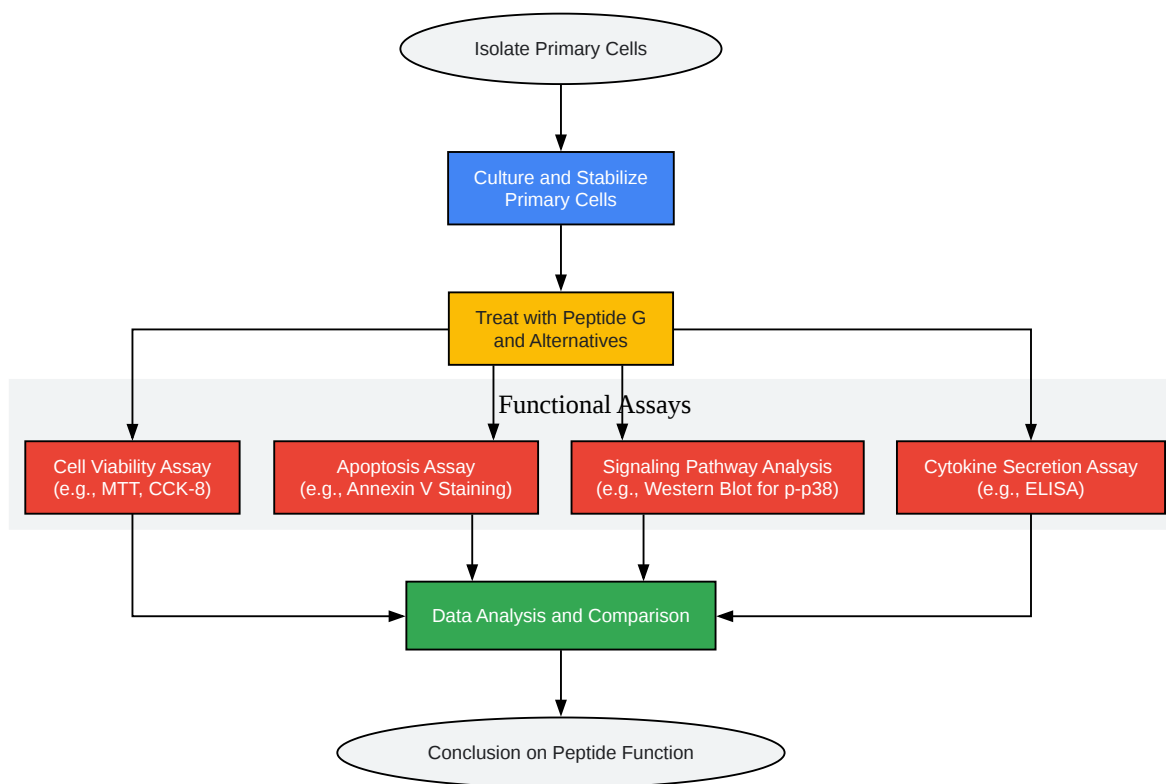 Isolate Primary Cells
Culture and Stabilize
Primary Cells
Treat with Peptide G
and Alternatives
Functional Assays
Cell Viability Assay
(e.g., MTT, CCK-8)
Apoptosis Assay
(e.g., Annexin V Staining)
Signaling Pathway Analysis
(e.g., Western Blot for p-p38)
Cytokine Secretion Assay
(e.g., ELISA)
Data Analysis and Comparison
Conclusion on Peptide Function